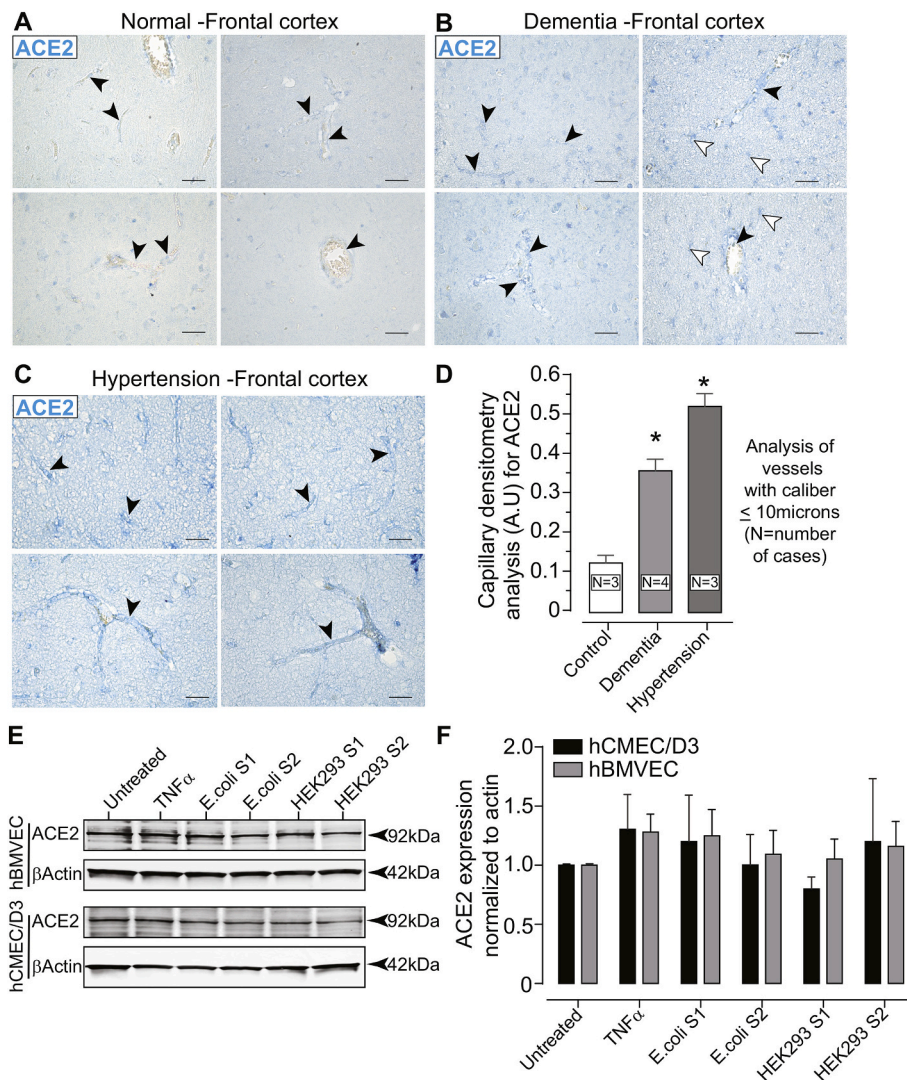 A
Normal -Frontal cortex
ACE2
B
Dementia -Frontal cortex
ACE2
C
Hypertension -Frontal cortex
ACE2
D
Capillary densitometry
analysis (A.U) for ACE2
0.6
0.5
0.4
0.3
0.2
0.1
0
*
*
N=3
N=4
N=3
Control
Dementia
Hypertension
Analysis of
vessels
with caliber
≤ 10microns
(N=number
of cases)
E
Untreated
TNFα
E.coli S1
E.coli S2
HEK293 S1
HEK293 S2
hBMVEC
ACE2
92kDa
βActin
42kDa
hCMEC/D3
ACE2
92kDa
βActin
42kDa
F
hCMEC/D3
hBMVEC
ACE2 expression
normalized to actin
2.0
1.5
1.0
0.5
0
Untreated
TNFα
E.coli S1
E.coli S2
HEK293 S1
HEK293 S2